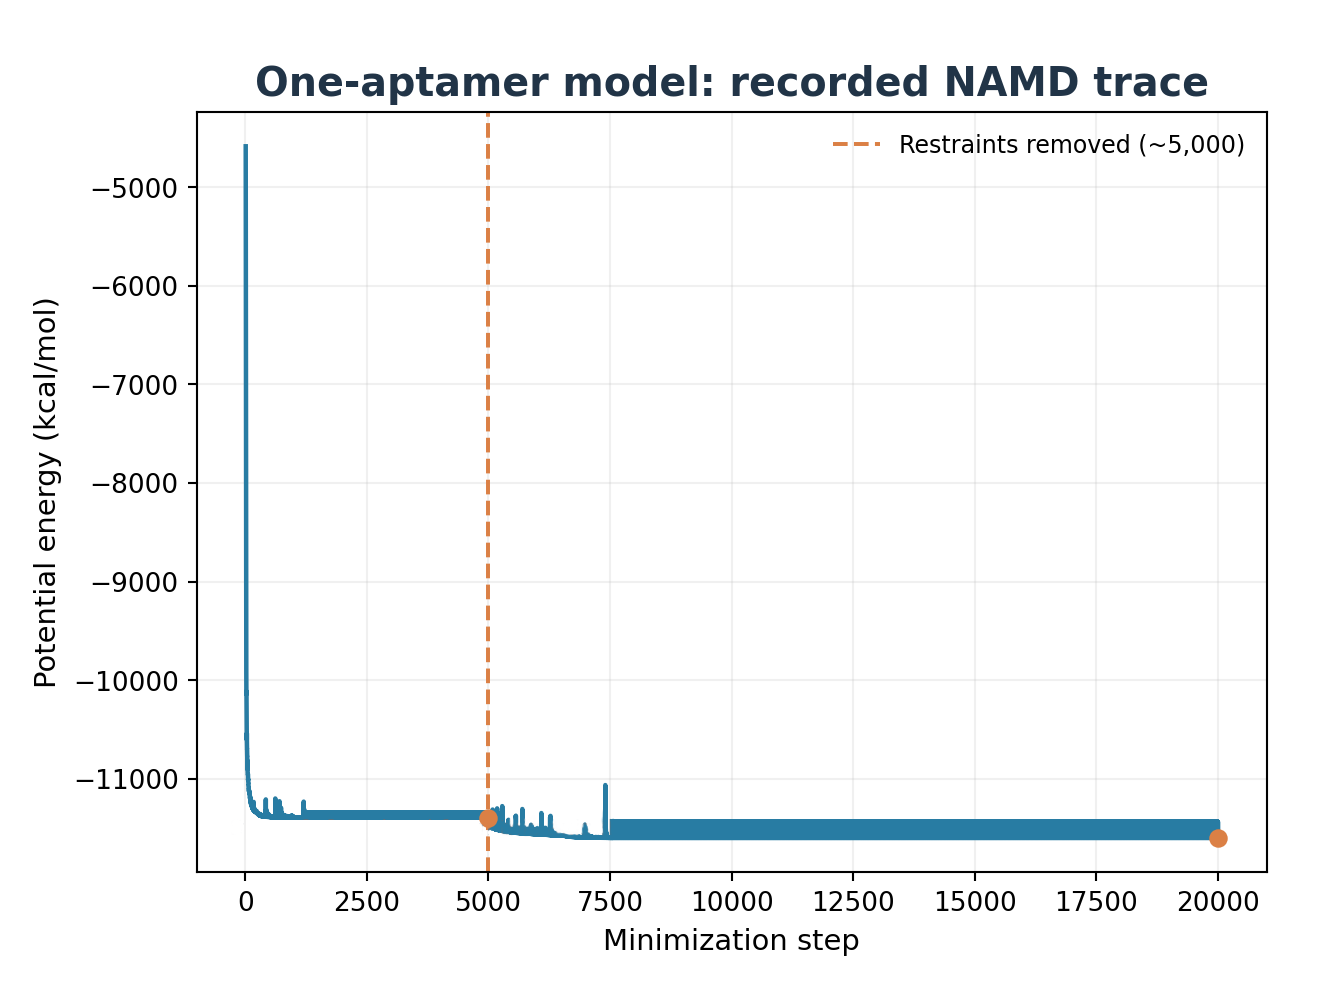 One-aptamer model: recorded NAMD trace
Restraints removed (~5,000)
Potential energy (kcal/mol)
−5000
−6000
−7000
−8000
−9000
−10000
−11000
0 2500 5000 7500 10000 12500 15000 17500 20000
Minimization step